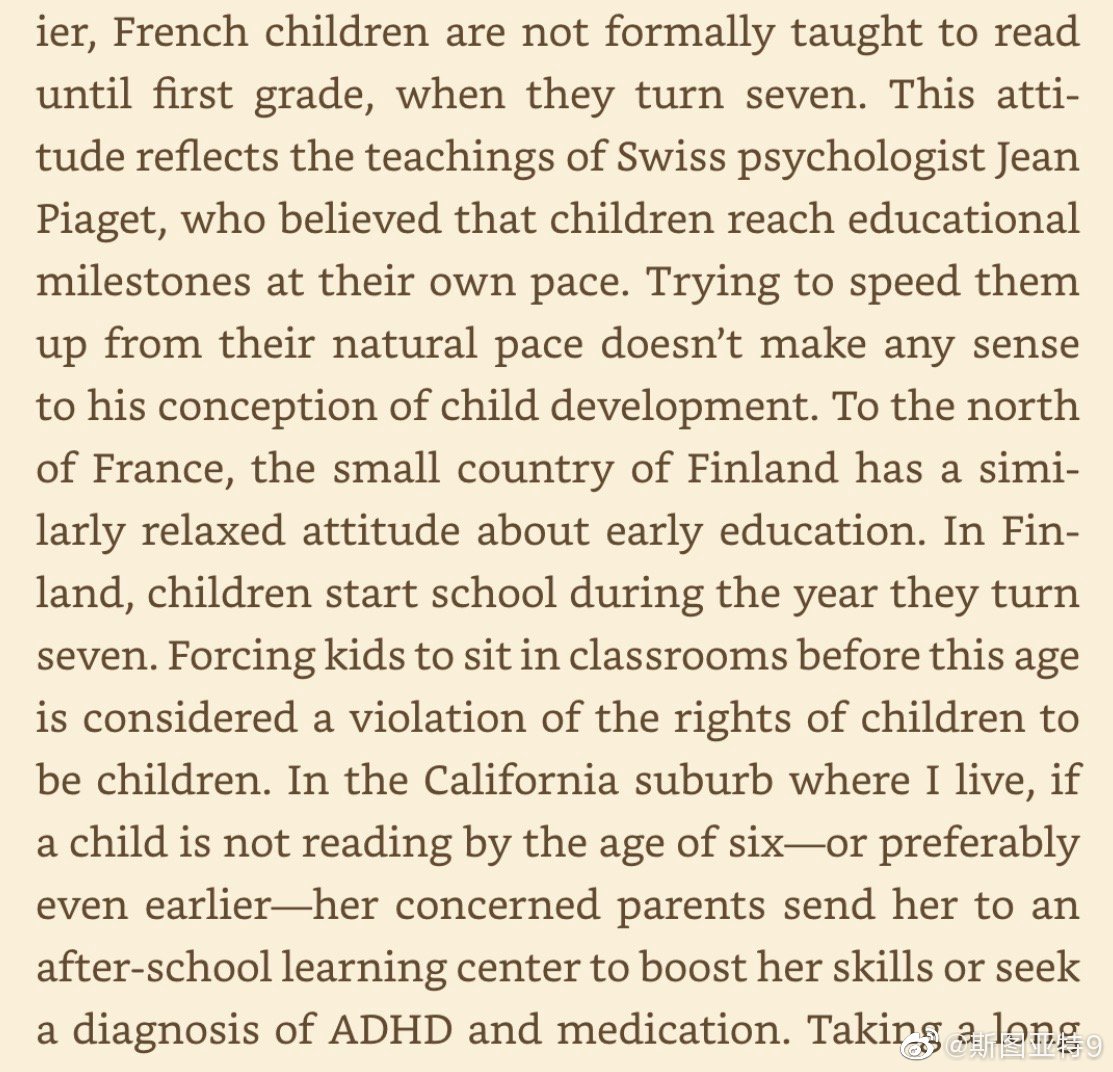 ier, French children are not formally taught to read
until first grade, when they turn seven. This atti-
tude reflects the teachings of Swiss psychologist Jean
Piaget, who believed that children reach educational
milestones at their own pace. Trying to speed them
up from their natural pace doesn’t make any sense
to his conception of child development. To the north
of France, the small country of Finland has a simi-
larly relaxed attitude about early education. In Fin-
land, children start school during the year they turn
seven. Forcing kids to sit in classrooms before this age
is considered a violation of the rights of children to
be children. In the California suburb where I live, if
a child is not reading by the age of six—or preferably
even earlier—her concerned parents send her to an
after-school learning center to boost her skills or seek
a diagnosis of ADHD and medication. Taking a long
@斯图亚特9